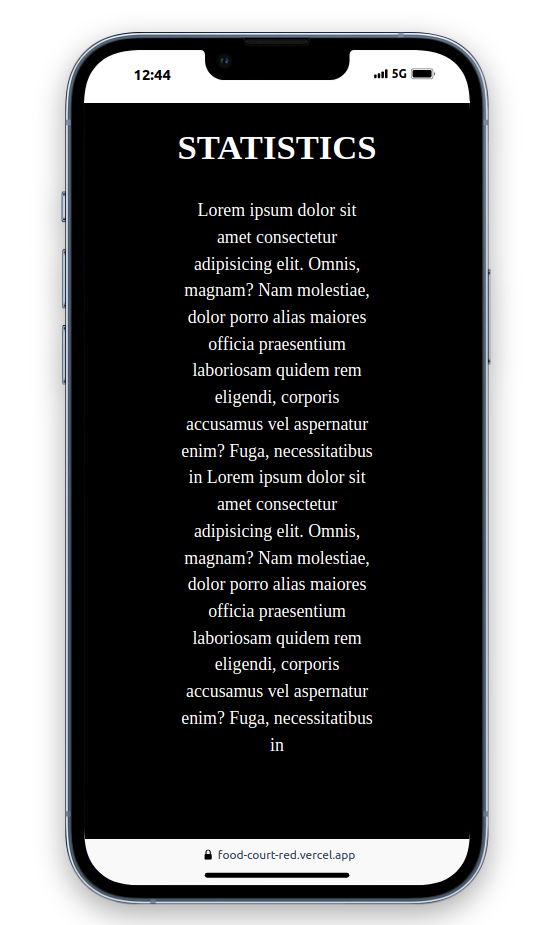 12:44
5G
STATISTICS
Lorem ipsum dolor sit
amet consectetur
adipisicing elit. Omnis,
magnam? Nam molestiae,
dolor porro alias maiores
officia praesentium
laboriosam quidem rem
eligendi, corporis
accusamus vel aspernatur
enim? Fuga, necessitatibus
in Lorem ipsum dolor sit
amet consectetur
adipisicing elit. Omnis,
magnam? Nam molestiae,
dolor porro alias maiores
officia praesentium
laboriosam quidem rem
eligendi, corporis
accusamus vel aspernatur
enim? Fuga, necessitatibus
in
food-court-red.vercel.app